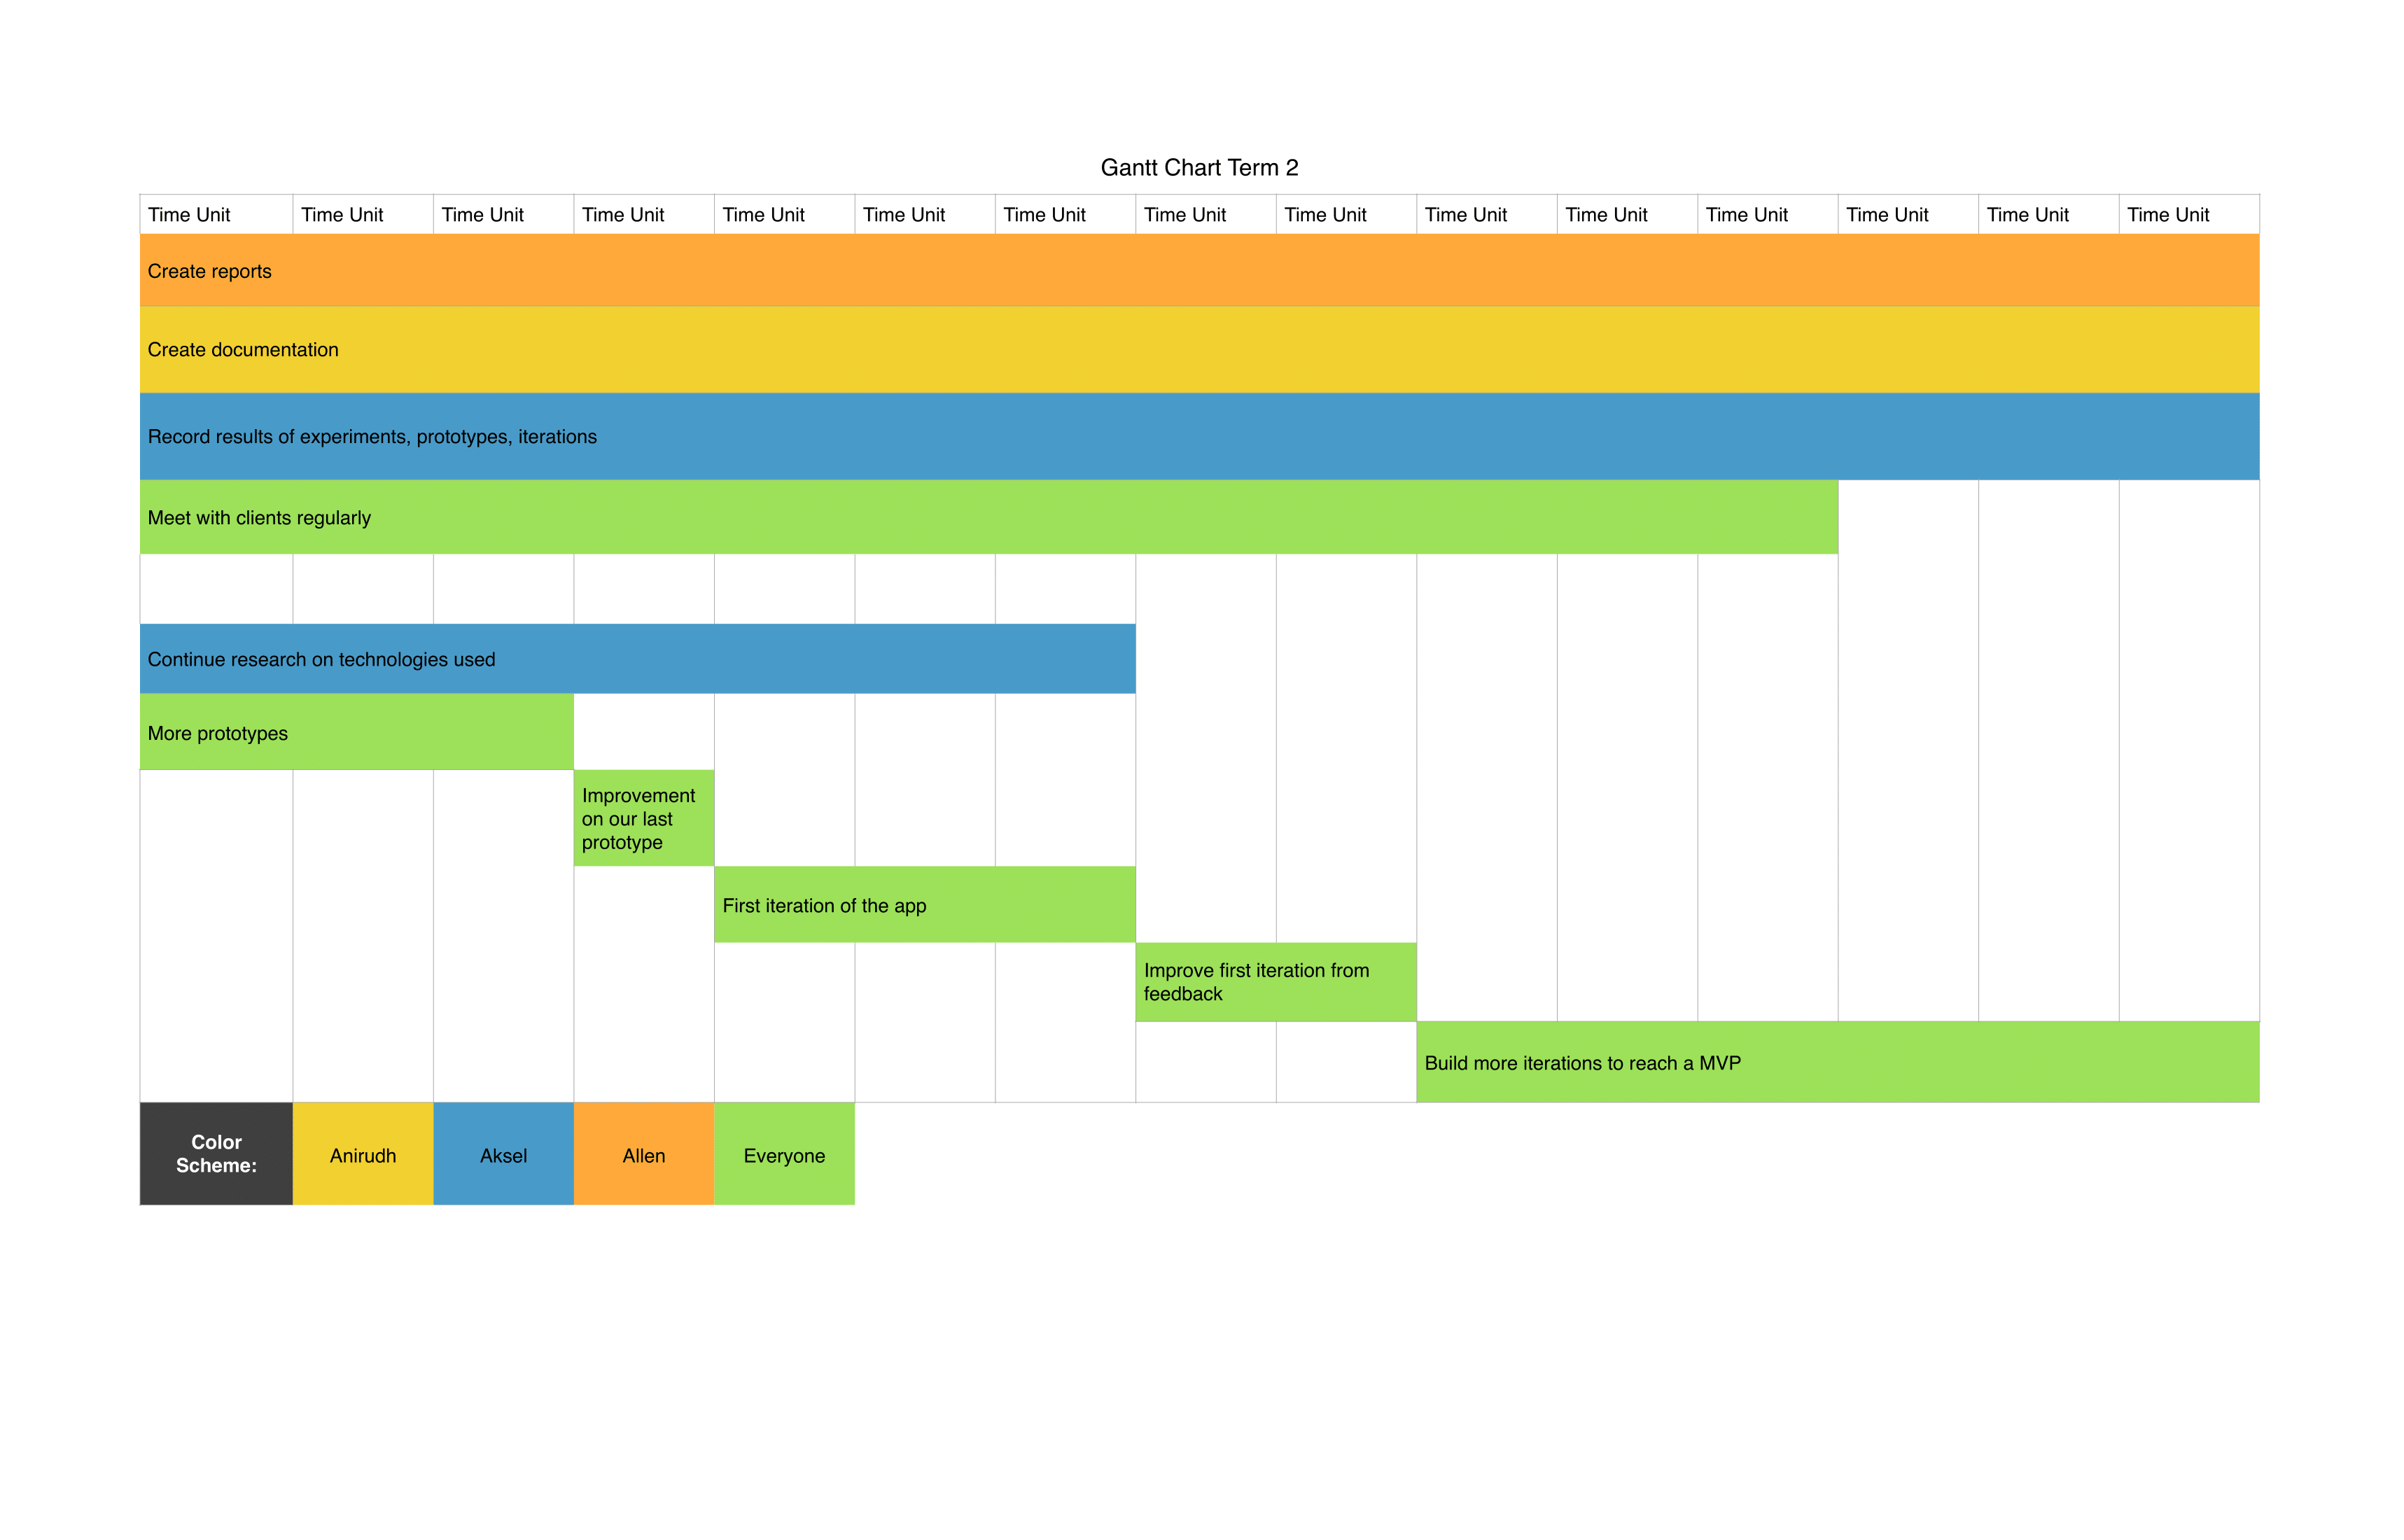 Gantt Chart Term 2
Time Unit Time Unit Time Unit Time Unit Time Unit Time Unit Time Unit Time Unit Time Unit Time Unit Time Unit Time Unit Time Unit Time Unit Time Unit
Create reports
Create documentation
Record results of experiments, prototypes, iterations
Meet with clients regularly
Continue research on technologies used
More prototypes
Improvement
on our last
prototype
First iteration of the app
Improve first iteration from
feedback
Build more iterations to reach a MVP
Color
Scheme:
Anirudh
Aksel
Allen
Everyone